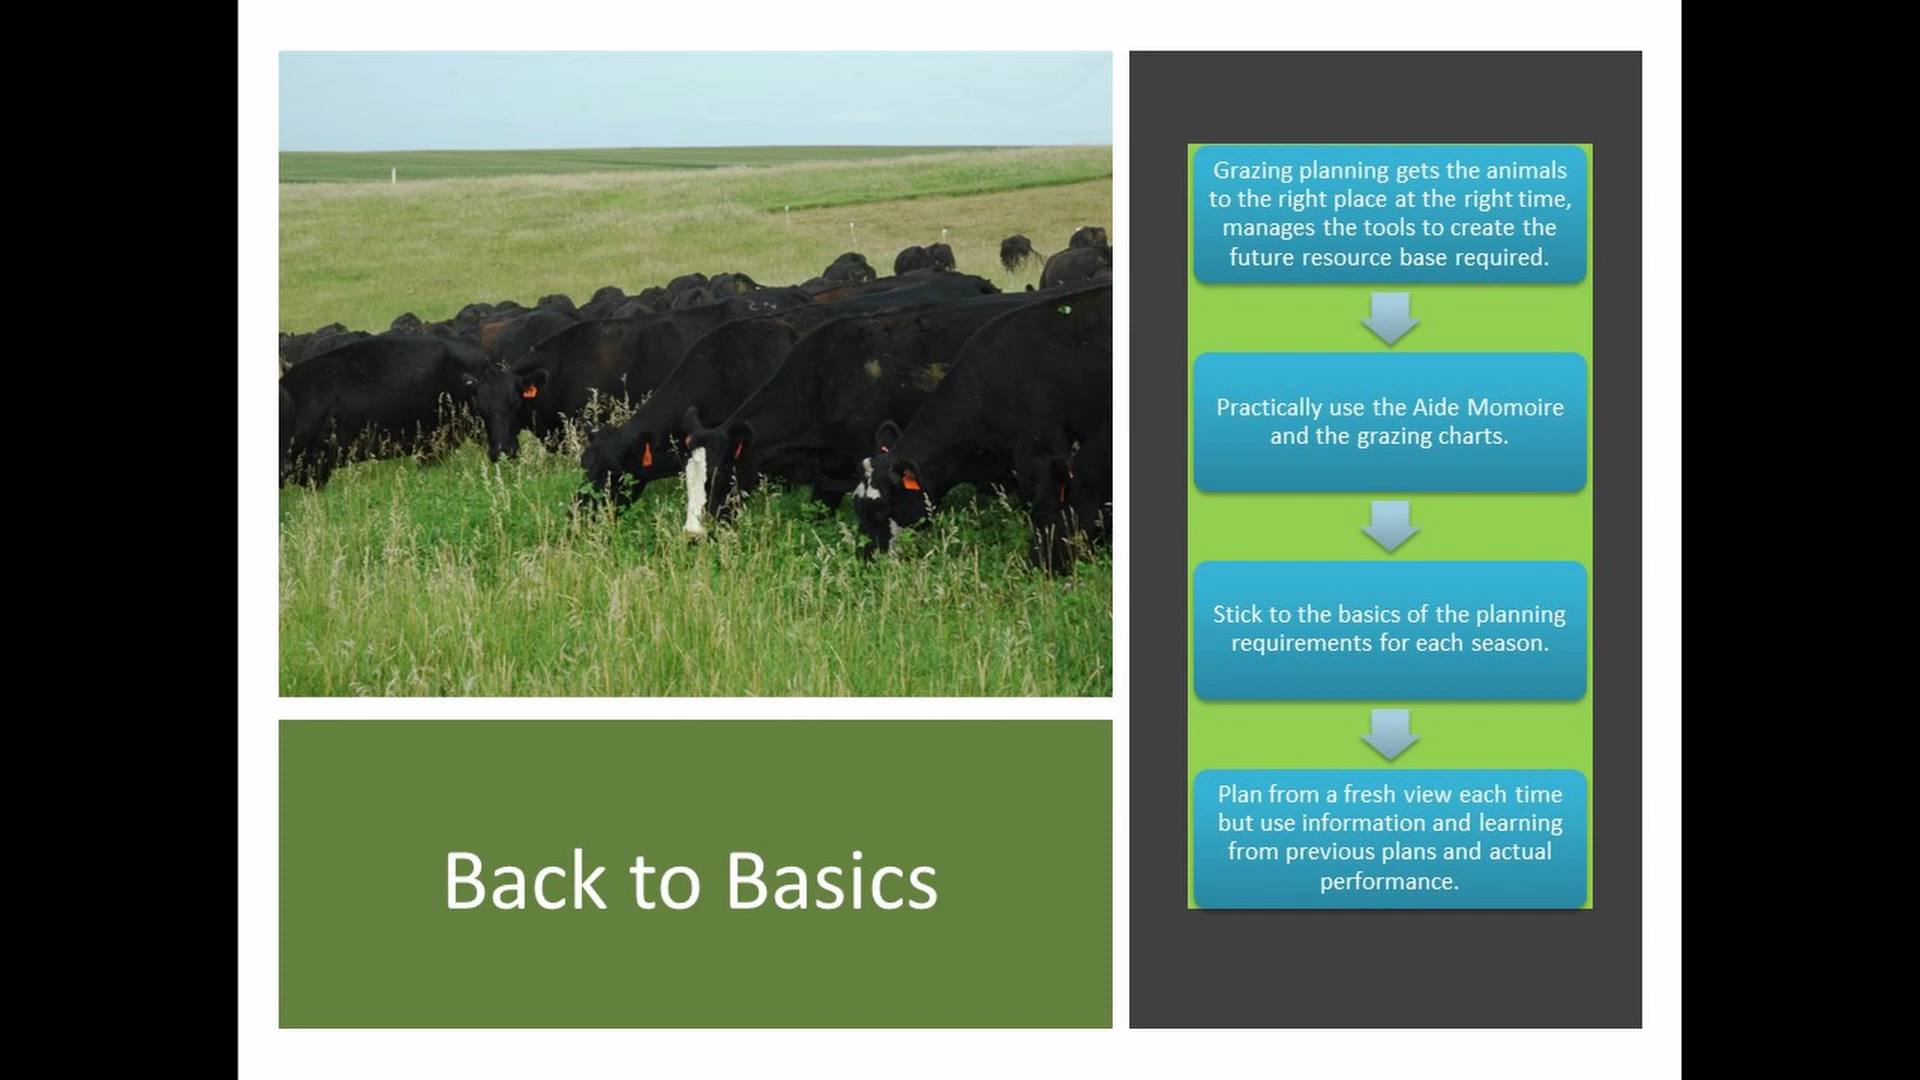 Grazing planning gets the animals
to the right place at the right time,
manages the tools to create the
future resource base required.
Practically use the Aide Momoire
and the grazing charts.
Stick to the basics of the planning
requirements for each season.
Plan from a fresh view each time
but use information and learning
from previous plans and actual
performance.
Back to Basics